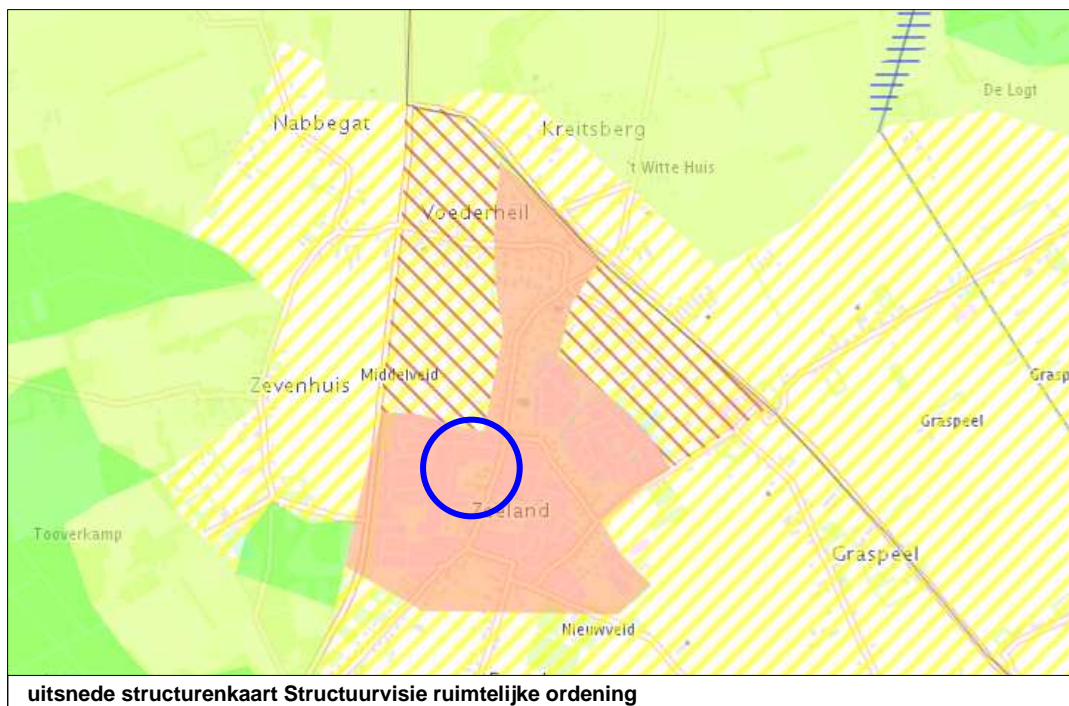 De Logt
Nabbegat
Kreitsberg
't Witte Huis
Voederheil
Zevenhuis
Middelveld
Grasp
Graspeel
Zeeland
Tooverkamp
Graspeel
Nieuwveld
uitsnede structurenkaart Structuurvisie ruimtelijke ordening